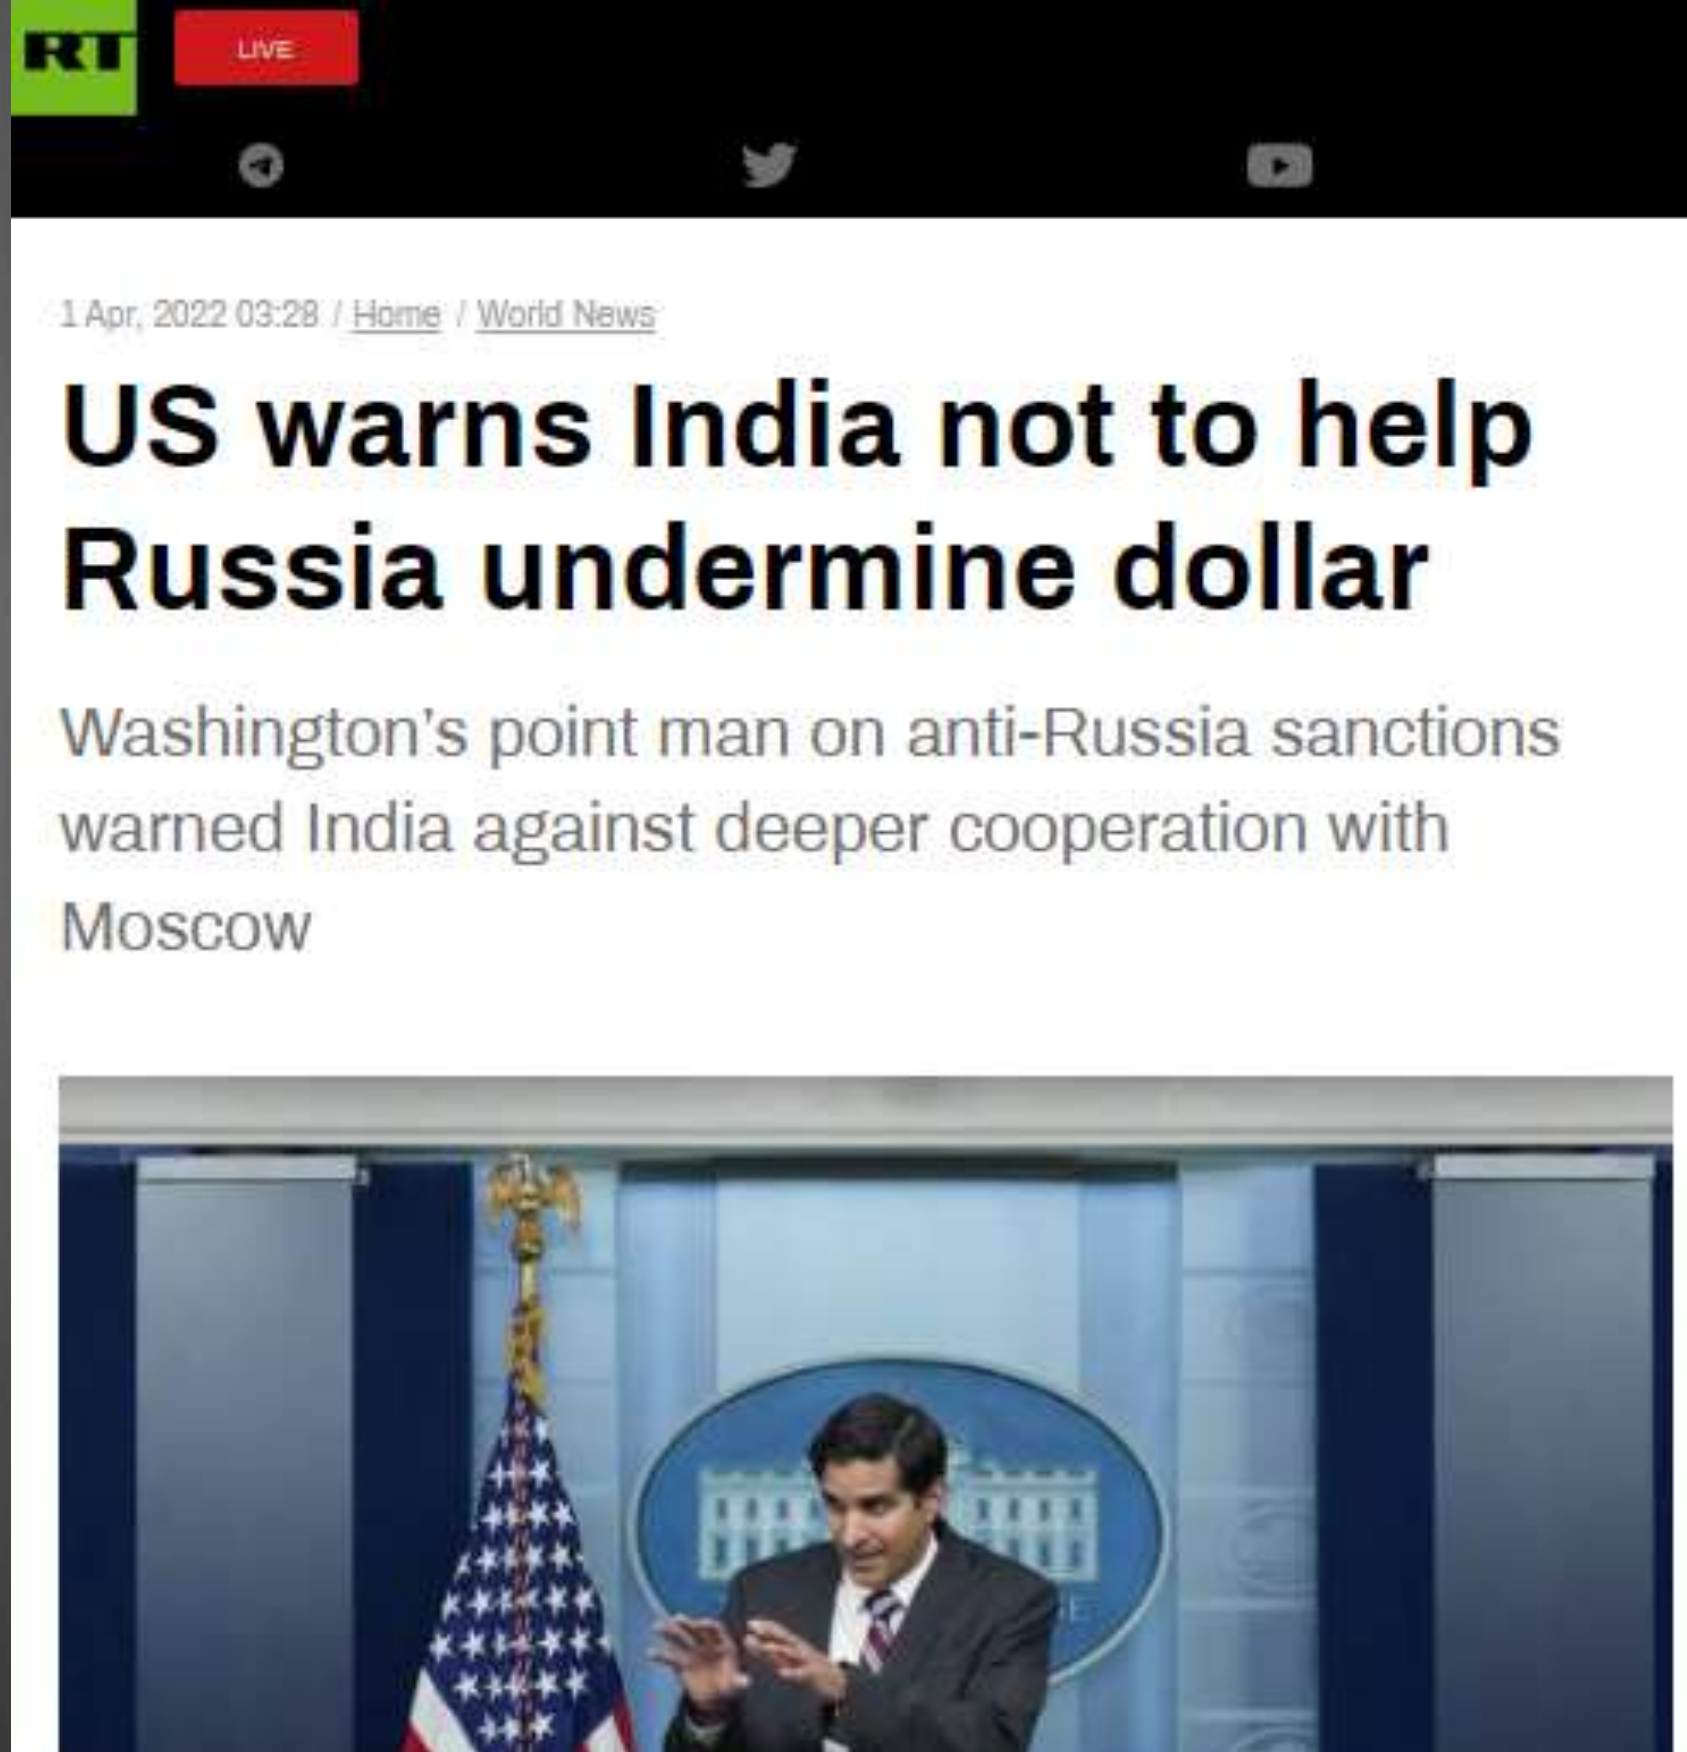 RT
LIVE
1 Apr, 2022 03:28 / Home / World News
US warns India not to help
Russia undermine dollar
Washington's point man on anti-Russia sanctions
warned India against deeper cooperation with
Moscow